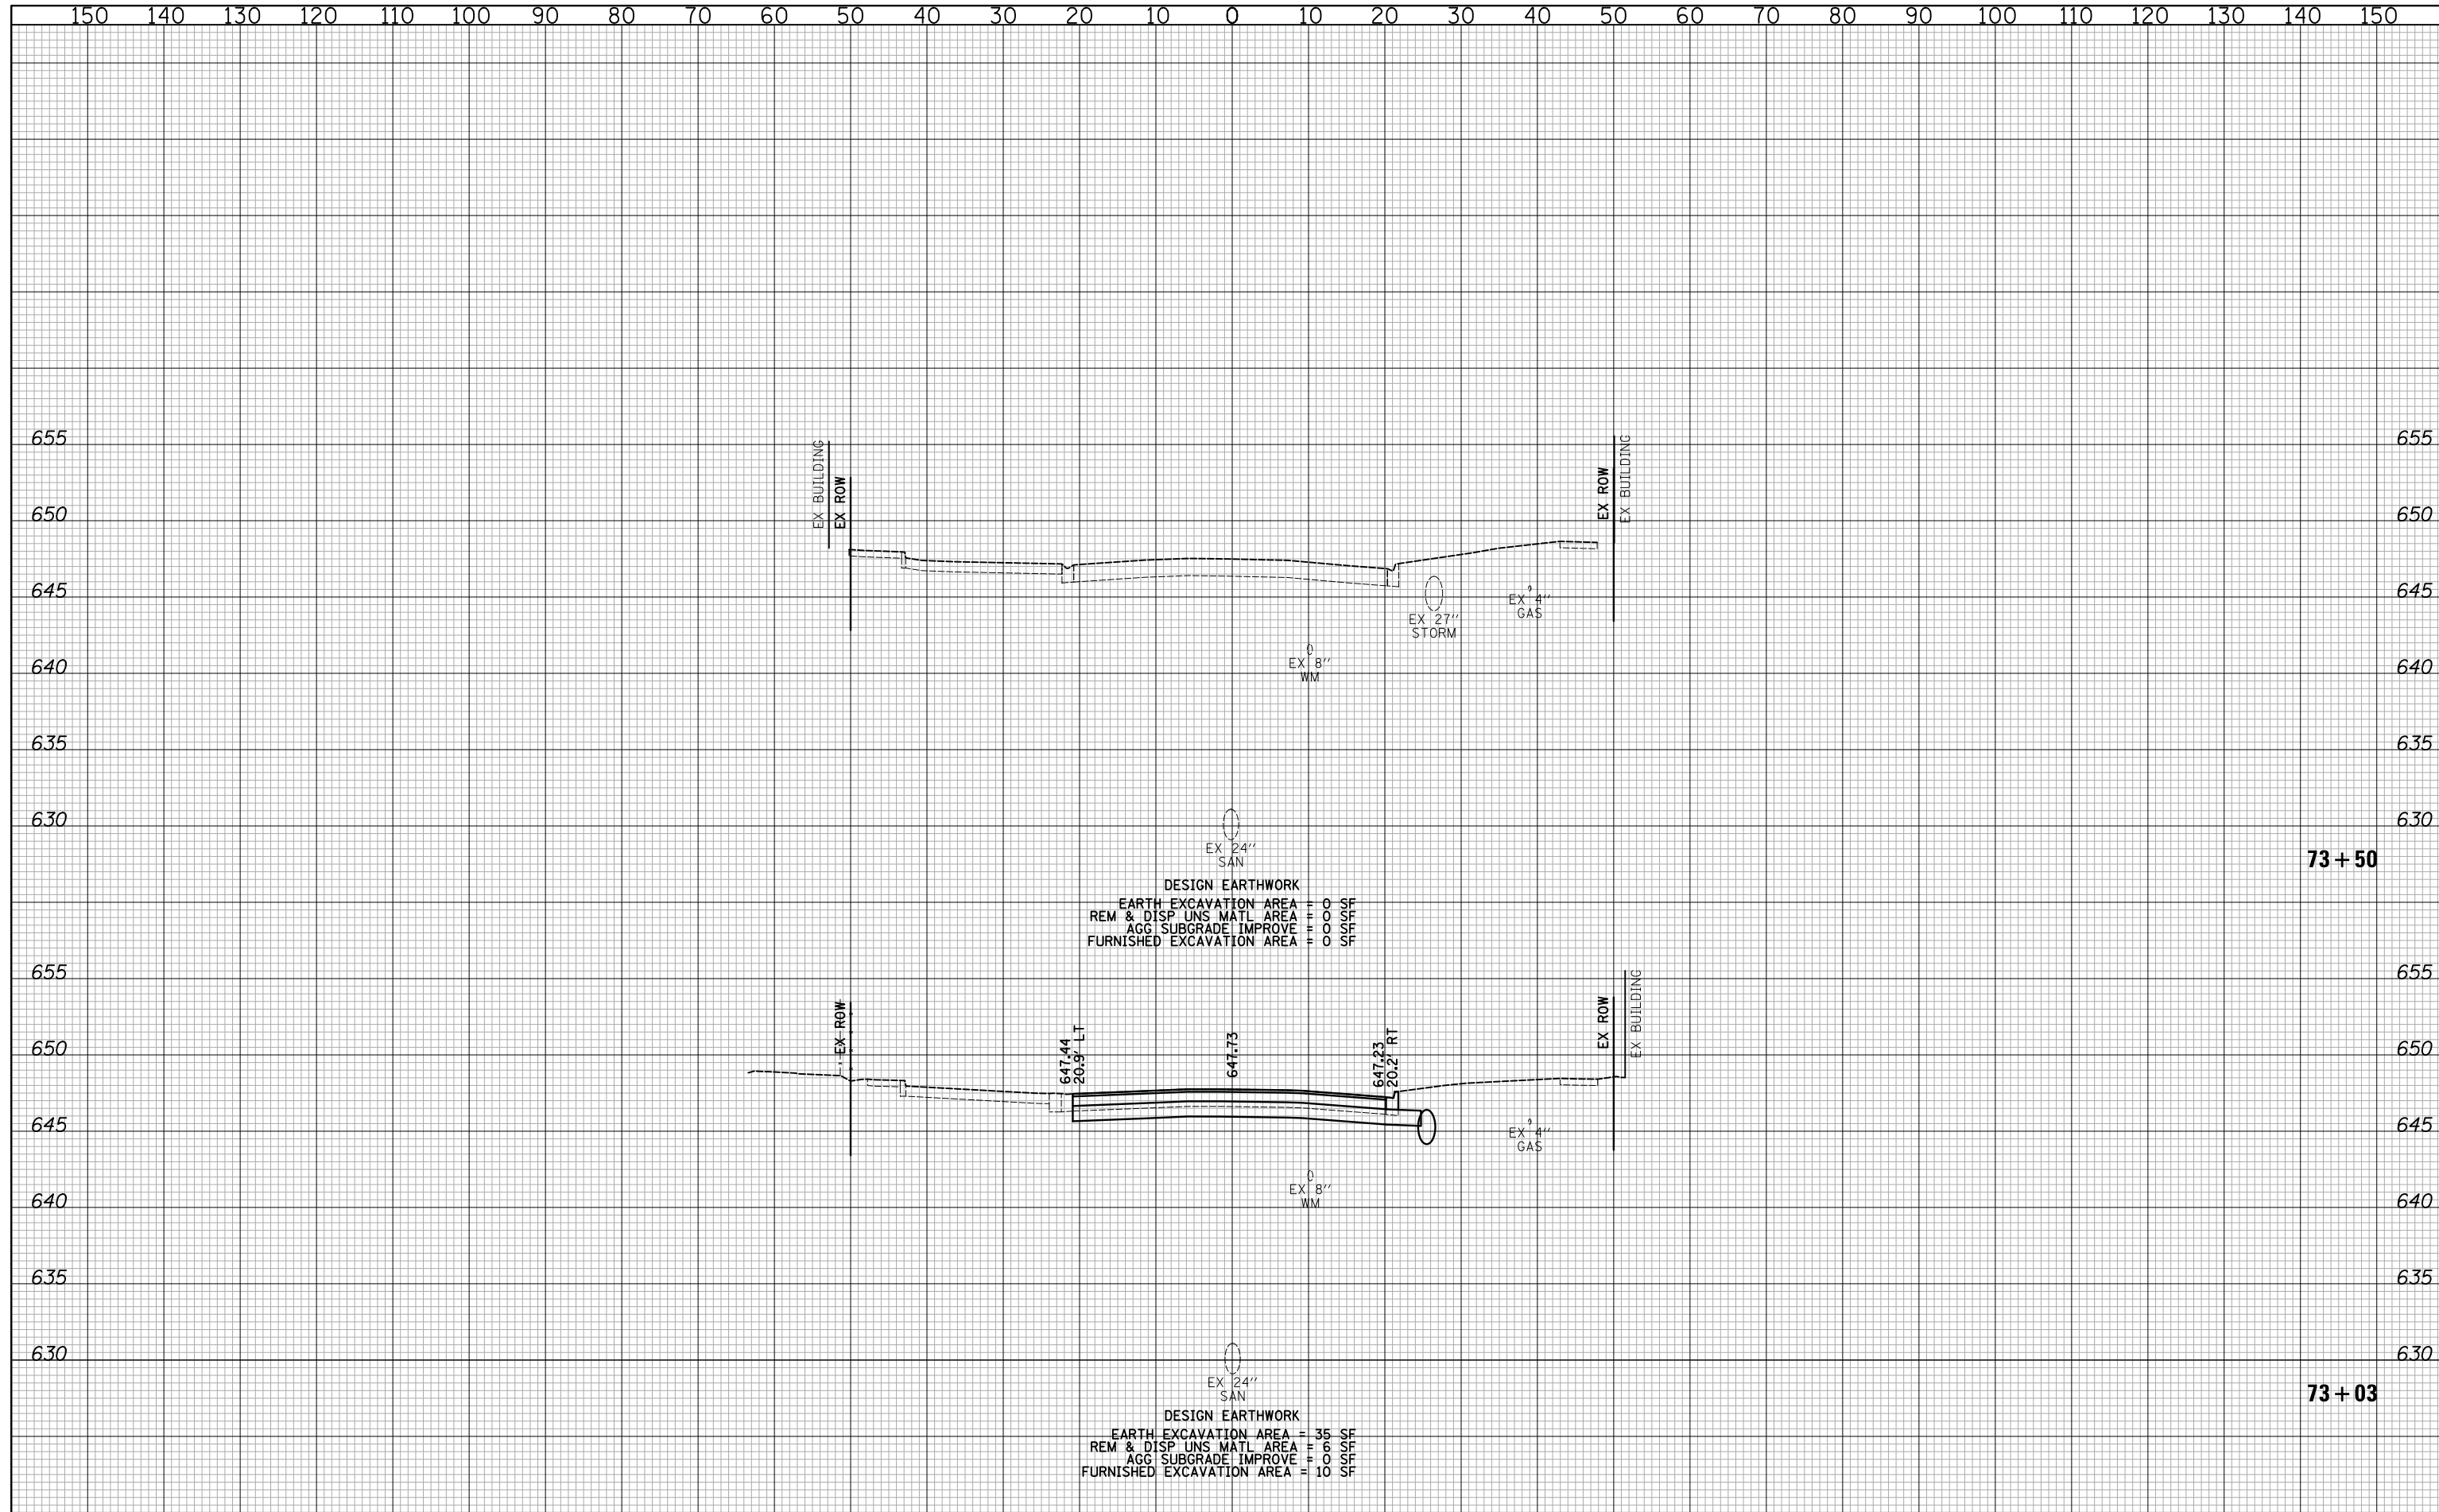 150 140 130 120 110 100 90 80 70 60 50 40 30 20 10 0 10 20 30 40 50 60 70 80 90 100 110 120 130 140 150
655 655
EX BUILDING
EX ROW
EX ROW
EX BUILDING
650 650
645 645
EX 4''
GAS
EX 27''
STORM
640 640
EX 8''
WM
635 635
630 630
EX 24''
SAN
73+50
DESIGN EARTHWORK
EARTH EXCAVATION AREA = 0 SF
REM & DISP UNS MATL AREA = 0 SF
AGG SUBGRADE IMPROVE = 0 SF
FURNISHED EXCAVATION AREA = 0 SF
655 655
EX ROW
647.44
20.9' LT
647.73
647.23
20.2' RT
EX ROW
EX BUILDING
650 650
645 645
EX 4''
GAS
EX 8''
WM
640 640
635 635
630 630
EX 24''
SAN
73+03
DESIGN EARTHWORK
EARTH EXCAVATION AREA = 35 SF
REM & DISP UNS MATL AREA = 6 SF
AGG SUBGRADE IMPROVE = 0 SF
FURNISHED EXCAVATION AREA = 10 SF